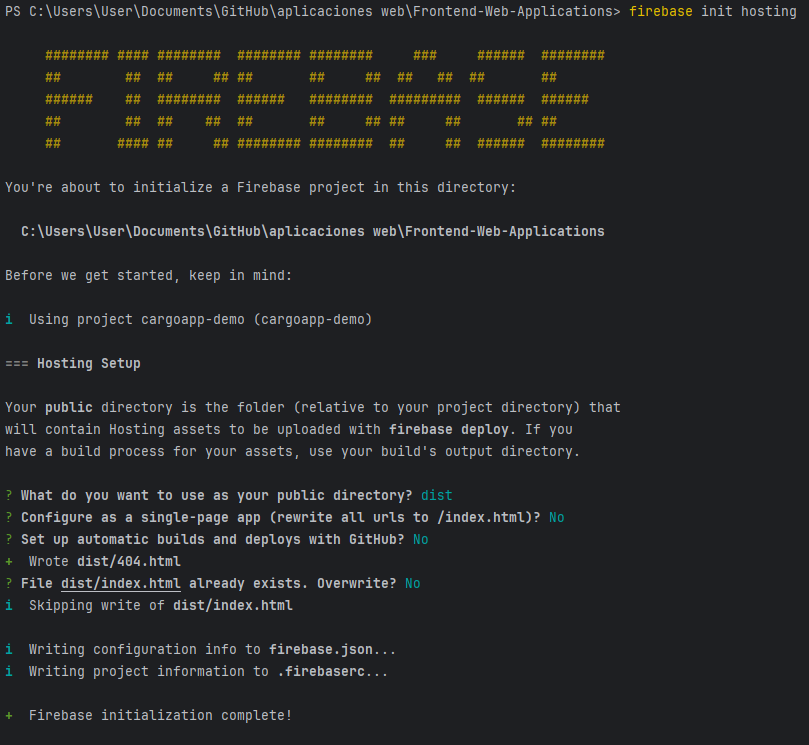 PS C:\Users\User\Documents\GitHub\aplicaciones web\Frontend-Web-Applications> firebase init hosting
     ######## #### ########  ######## ########     ###     ######  ########
     ##        ##  ##     ## ##       ##     ##  ##   ##  ##       ##
     ######    ##  ########  ######   ########  #########  ######  ######
     ##        ##  ##    ##  ##       ##     ## ##     ##       ## ##
     ##       #### ##     ## ######## ########  ##     ##  ######  ########
You're about to initialize a Firebase project in this directory:
  C:\Users\User\Documents\GitHub\aplicaciones web\Frontend-Web-Applications
Before we get started, keep in mind:
i  Using project cargoapp-demo (cargoapp-demo)
=== Hosting Setup
Your public directory is the folder (relative to your project directory) that
will contain Hosting assets to be uploaded with firebase deploy. If you
have a build process for your assets, use your build's output directory.
? What do you want to use as your public directory? dist
? Configure as a single-page app (rewrite all urls to /index.html)? No
? Set up automatic builds and deploys with GitHub? No
+  Wrote dist/404.html
? File dist/index.html already exists. Overwrite? No
i  Skipping write of dist/index.html
i  Writing configuration info to firebase.json...
i  Writing project information to .firebaserc...
+  Firebase initialization complete!